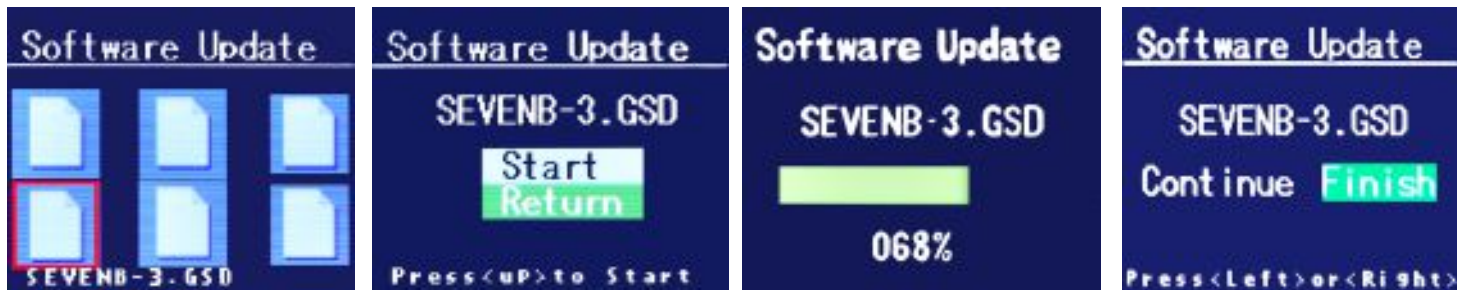 Software Update
SEVENB-3.GSD
Software Update
SEVENB-3.GSD
Start
Return
Press<uP>to Start
Software Update
SEVENB-3.GSD
068%
Software Update
SEVENB-3.GSD
Continue Finish
Press<Left>or<Right>